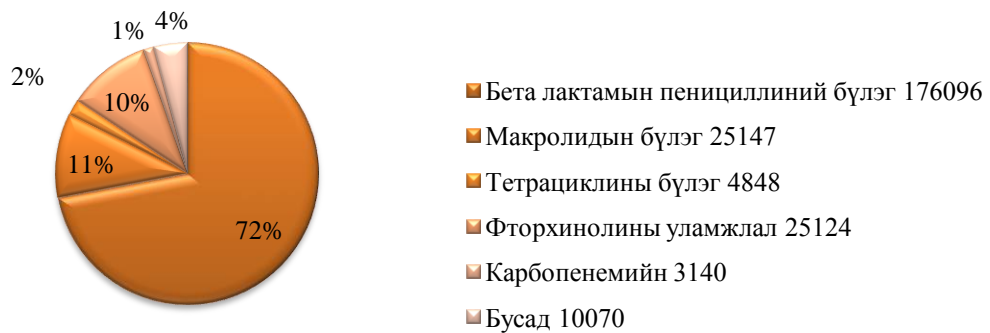 1%
4%
2%
10%
11%
72%
Бета лактамын пенициллиний бүлэг 176096
Макролидын бүлэг 25147
Тетрациклины бүлэг 4848
Фторхинолины уламжлал 25124
Карбопенемийн 3140
Бусад 10070